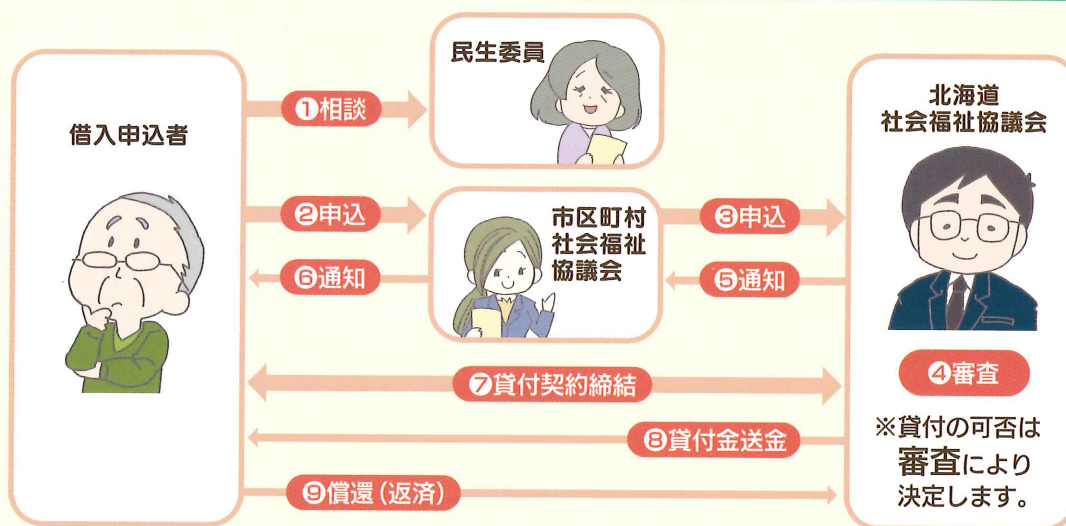 民生委員
❶相談
借入申込者
北海道
社会福祉協議会
❷申込
市区町村
社会福祉
協議会
❸申込
❻通知
❺通知
❼貸付契約締結
❹審査
❽貸付金送金
※貸付の可否は
審査により
決定します。
❾償還（返済）